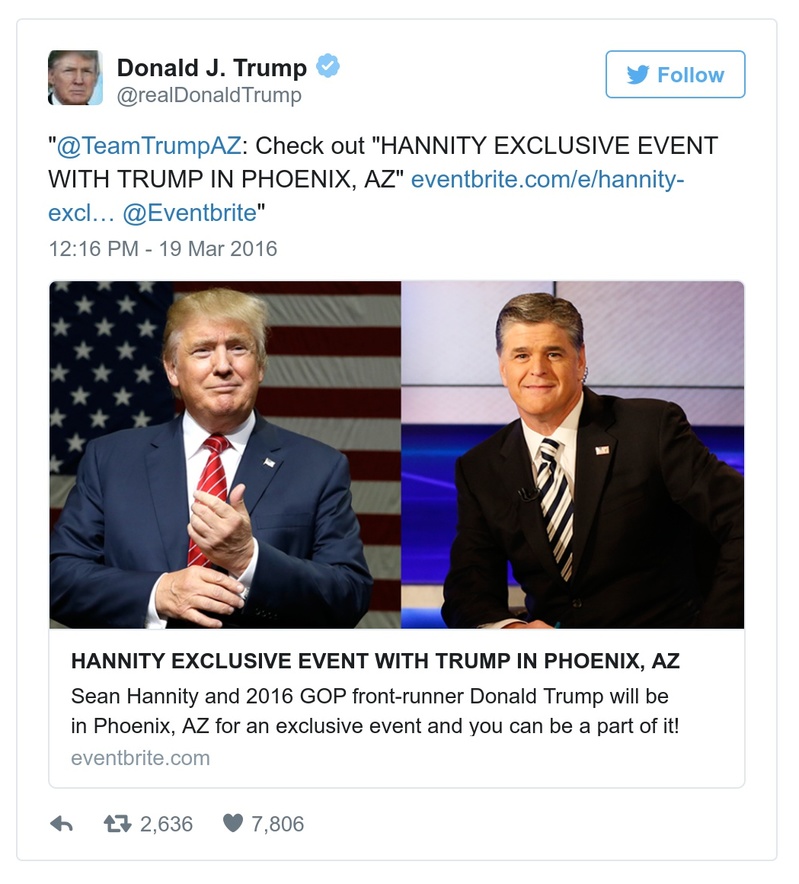 Donald J. Trump
@realDonaldTrump
Follow
"@TeamTrumpAZ: Check out "HANNITY EXCLUSIVE EVENT
WITH TRUMP IN PHOENIX, AZ" eventbrite.com/e/hannity-
excl… @Eventbrite"
12:16 PM - 19 Mar 2016
HANNITY EXCLUSIVE EVENT WITH TRUMP IN PHOENIX, AZ
Sean Hannity and 2016 GOP front-runner Donald Trump will be
in Phoenix, AZ for an exclusive event and you can be a part of it!
eventbrite.com
2,636 7,806